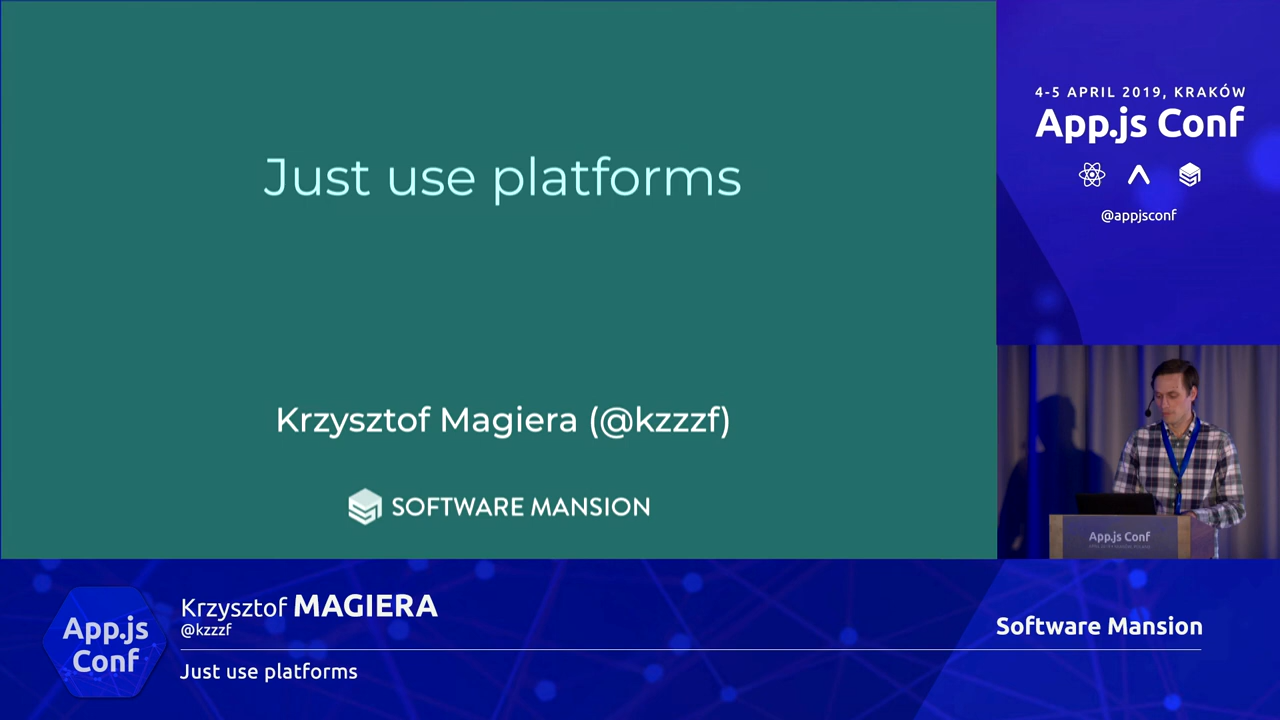 Just use platforms
Krzysztof Magiera (@kzzzf)
SOFTWARE MANSION
4-5 APRIL 2019, KRAKÓW
App.js Conf
@appjsconf
App.js Conf
App.js
Conf
Krzysztof MAGIERA
@kzzzf
Just use platforms
Software Mansion